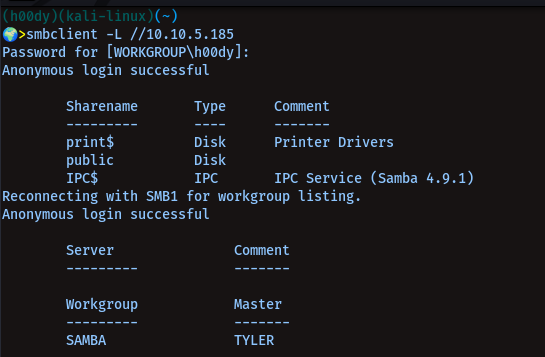 (h00dy)(kali-linux)(~)
🌍>smbclient -L //10.10.5.185
Password for [WORKGROUP\h00dy]:
Anonymous login successful
Sharename Type Comment
--------- ---- -------
print$ Disk Printer Drivers
public Disk
IPC$ IPC IPC Service (Samba 4.9.1)
Reconnecting with SMB1 for workgroup listing.
Anonymous login successful
Server Comment
--------- -------
Workgroup Master
--------- -------
SAMBA TYLER